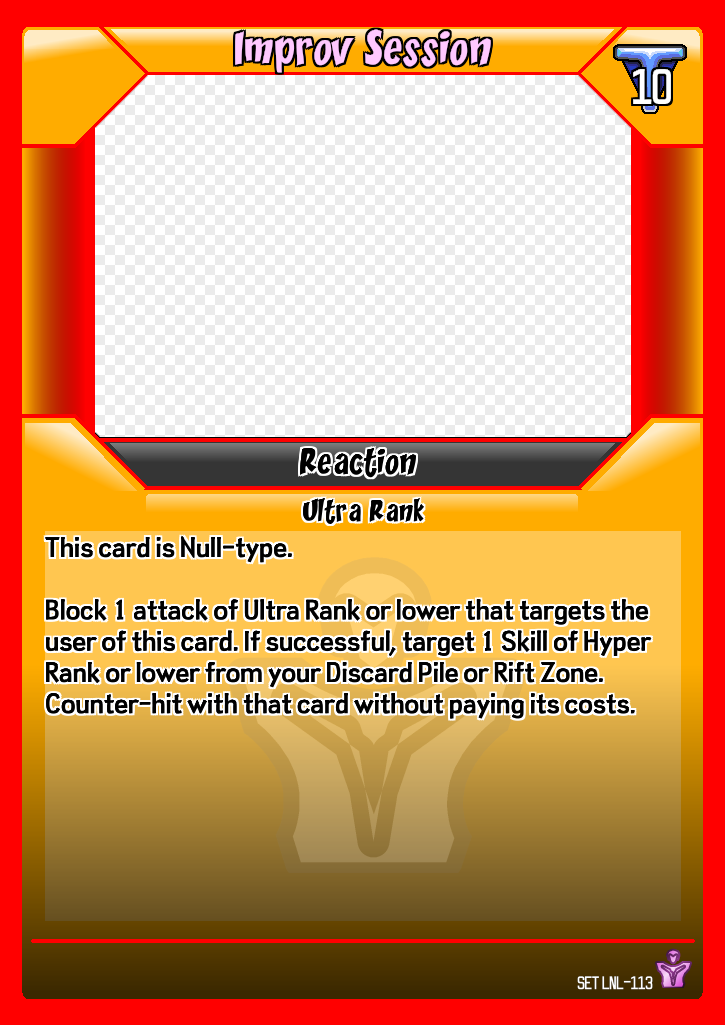 Improv Session
10
Reaction
Ultra Rank
This card is Null-type.
Block 1 attack of Ultra Rank or lower that targets the
user of this card. If successful, target 1 Skill of Hyper
Rank or lower from your Discard Pile or Rift Zone.
Counter-hit with that card without paying its costs.
SET LNL-113